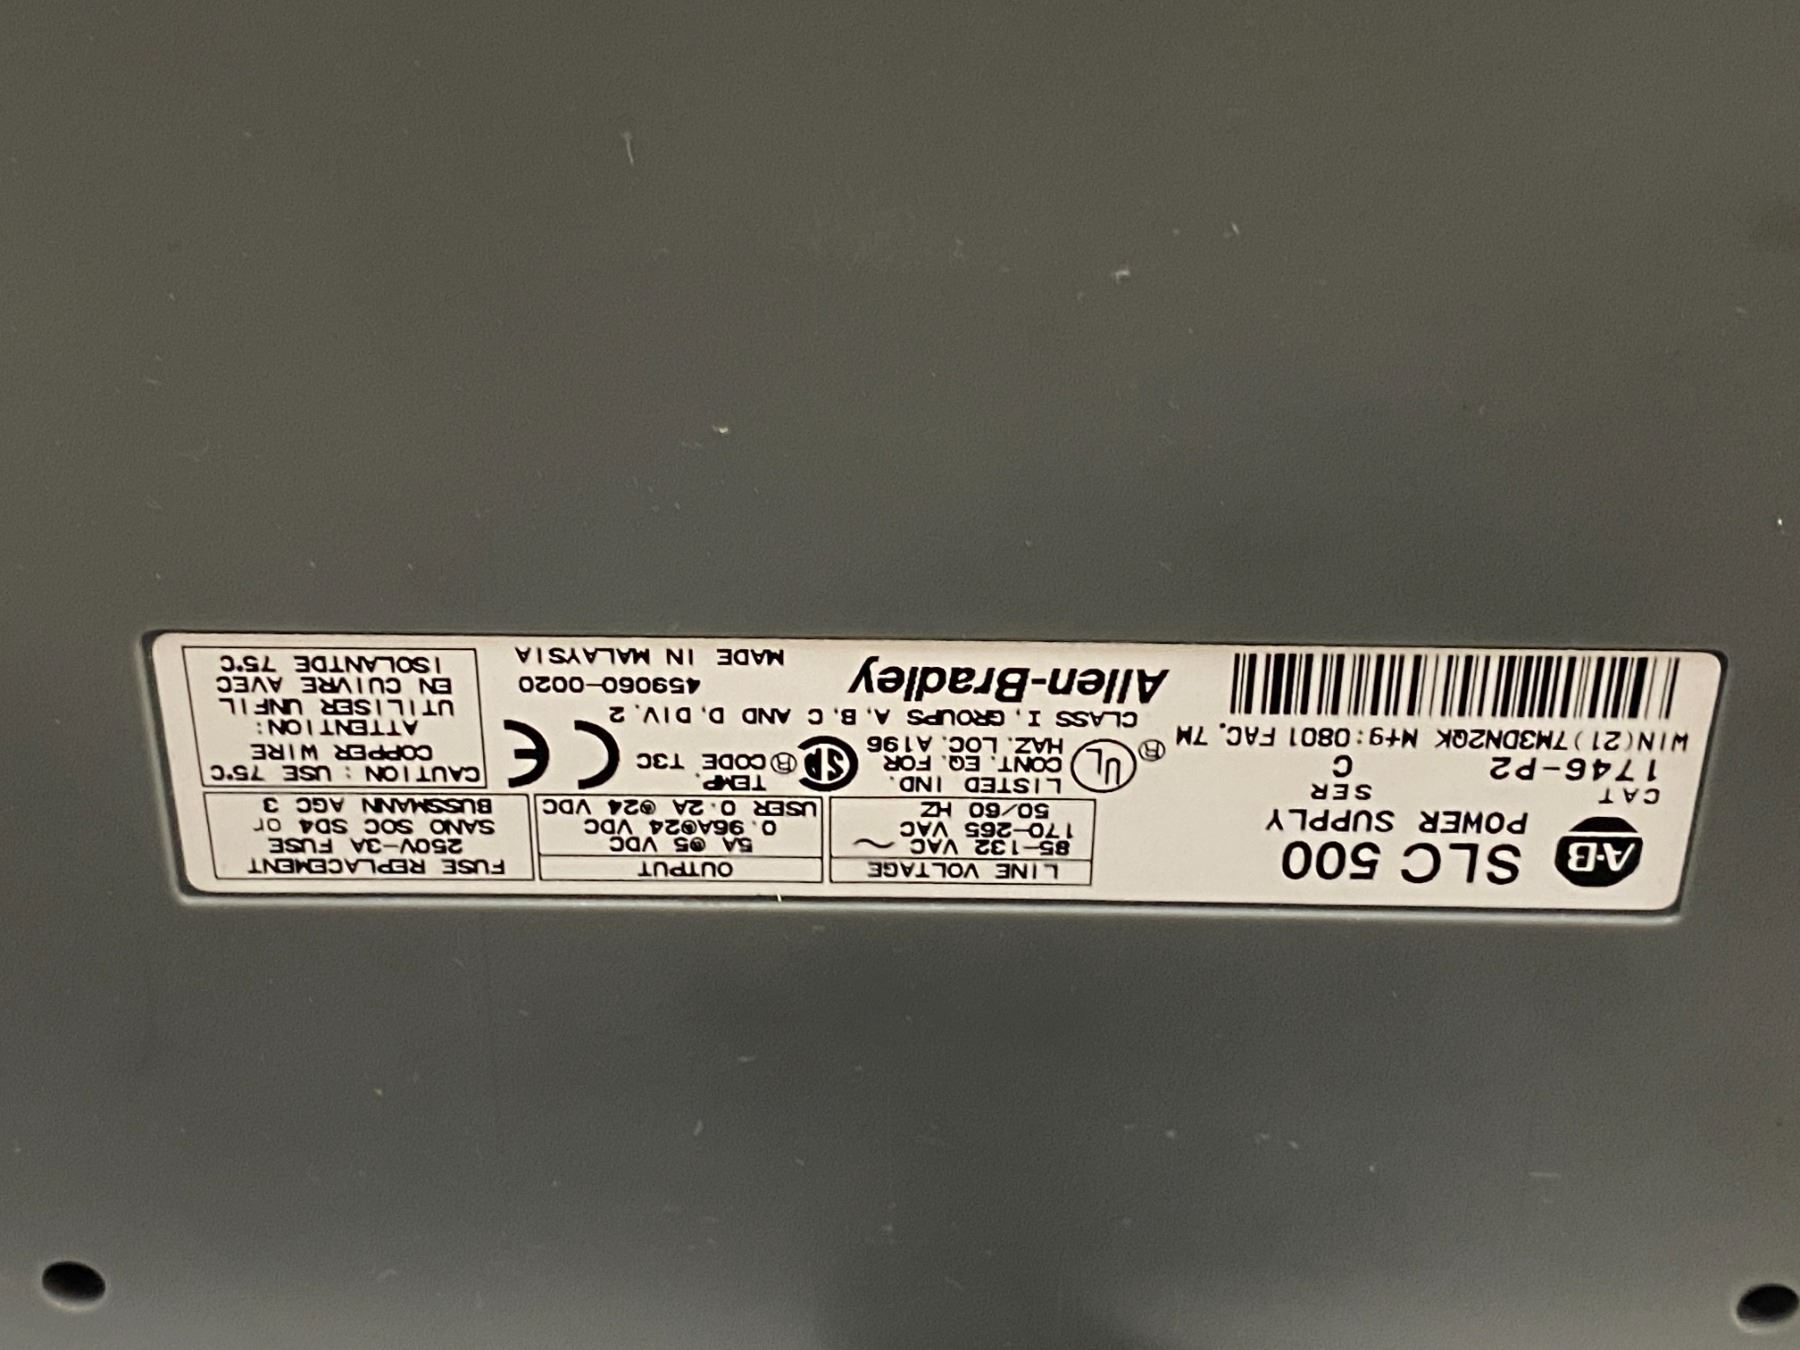 A·B
SLC 500
POWER SUPPLY
CAT
SER
1746-P2
C
WIN(21)7M3DN2QK M+9:0801 FAC. 7M
LINE VOLTAGE
85-132 VAC ~
170-265 VAC
50/60 HZ
OUTPUT
5A @5 VDC
0.96A@24 VDC
USER 0.2A @24 VDC
FUSE REPLACEMENT
250V-3A FUSE
SANO SOC SD4 or
BUSSMANN AGC 3
UL
®
LISTED IND.
CONT. EQ. FOR
HAZ. LOC. A196
CLASS I, GROUPS A, B, C AND D, DIV. 2
SA
®
TEMP.
CODE T3C
CE
Allen-Bradley
459060-0020
MADE IN MALAYSIA
CAUTION: USE 75°C
COPPER WIRE
ATTENTION:
UTILISER UNFIL
EN CUIVRE AVEC
ISOLANTDE 75°C